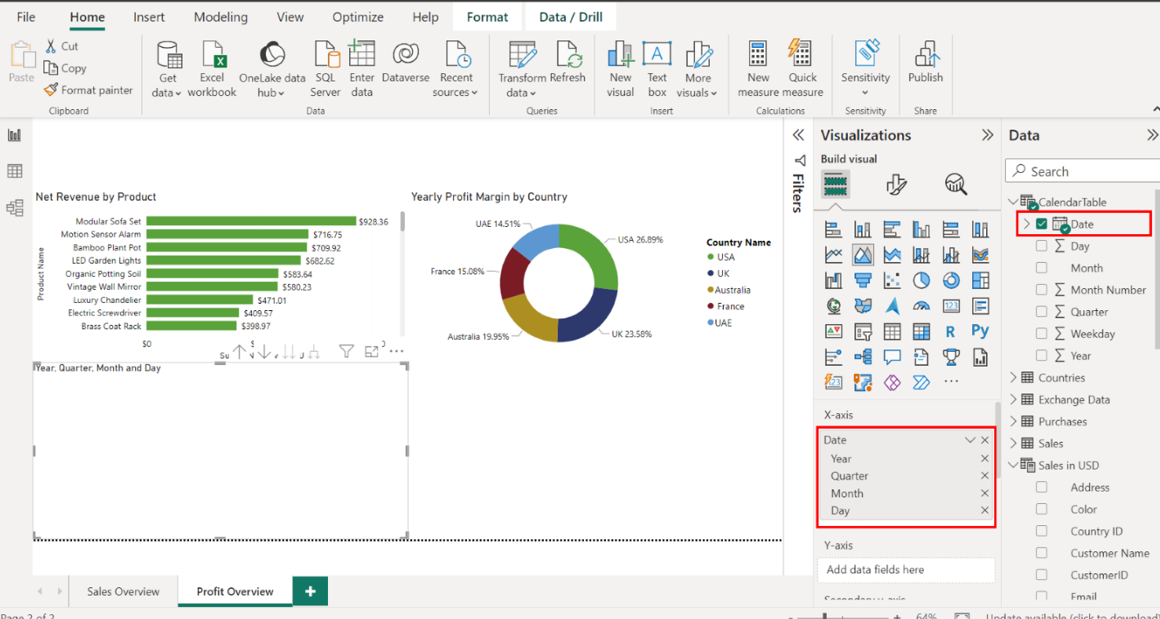 File Home Insert Modeling View Optimize Help Format Data / Drill
Paste
Cut
Copy
Format painter
Clipboard
Get data
Excel workbook
OneLake data hub
SQL Server
Enter data
Dataverse
Recent sources
Data
Transform data
Refresh
Queries
New visual
Text box
More visuals
Insert
New measure
Quick measure
Calculations
Sensitivity
Sensitivity
Publish
Share
Net Revenue by Product
Product Name
Modular Sofa Set $928.36
Motion Sensor Alarm $716.75
Bamboo Plant Pot $709.92
LED Garden Lights $682.62
Organic Potting Soil $583.64
Vintage Wall Mirror $580.23
Luxury Chandelier $471.01
Electric Screwdriver $409.57
Brass Coat Rack $398.97
$0
Yearly Profit Margin by Country
UAE 14.51%
USA 26.89%
France 15.08%
Australia 19.95%
UK 23.58%
Country Name
USA
UK
Australia
France
UAE
Year, Quarter, Month and Day
Filters
Visualizations
Build visual
R
Py
123
X-axis
Date
Year
Quarter
Month
Day
Y-axis
Add data fields here
Secondary y-axis
Data
Search
CalendarTable
Date
Day
Month
Month Number
Quarter
Weekday
Year
Countries
Exchange Data
Purchases
Sales
Sales in USD
Address
Color
Country ID
Customer Name
CustomerID
Email
Sales Overview
Profit Overview
Page 2 of 2
64%
Update available (click to download)